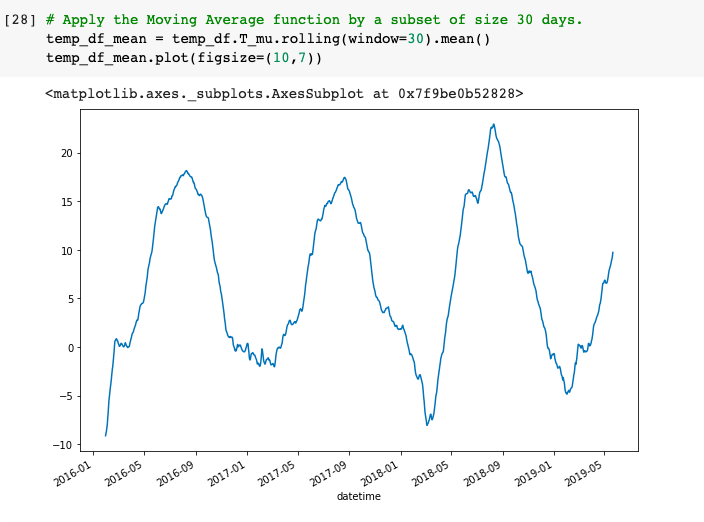 [28] # Apply the Moving Average function by a subset of size 30 days.
temp_df_mean = temp_df.T_mu.rolling(window=30).mean()
temp_df_mean.plot(figsize=(10,7))
<matplotlib.axes._subplots.AxesSubplot at 0x7f9be0b52828>
20
15
10
5
0
−5
−10
2016-01 2016-05 2016-09 2017-01 2017-05 2017-09 2018-01 2018-05 2018-09 2019-01 2019-05
datetime